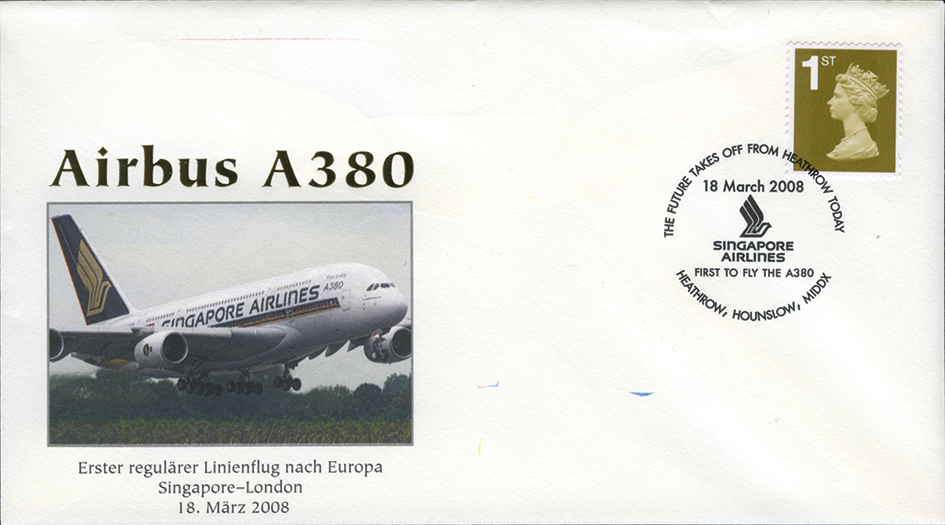 1ST
Airbus A380
THE FUTURE TAKES OFF FROM HEATHROW TODAY
18 March 2008
SINGAPORE
AIRLINES
FIRST TO FLY THE A380
HEATHROW, HOUNSLOW, MIDDX
A380
SINGAPORE AIRLINES
Erster regulärer Linienflug nach Europa
Singapore–London
18. März 2008